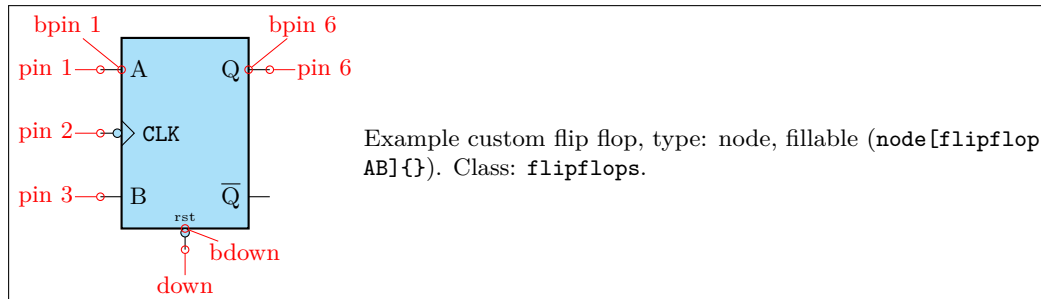 bpin 1
bpin 6
pin 1
A
Q
pin 6
pin 2
CLK
pin 3
B
Q̅
rst
bdown
down
Example custom flip flop, type: node, fillable (node[flipflop
AB]{}). Class: flipflops.